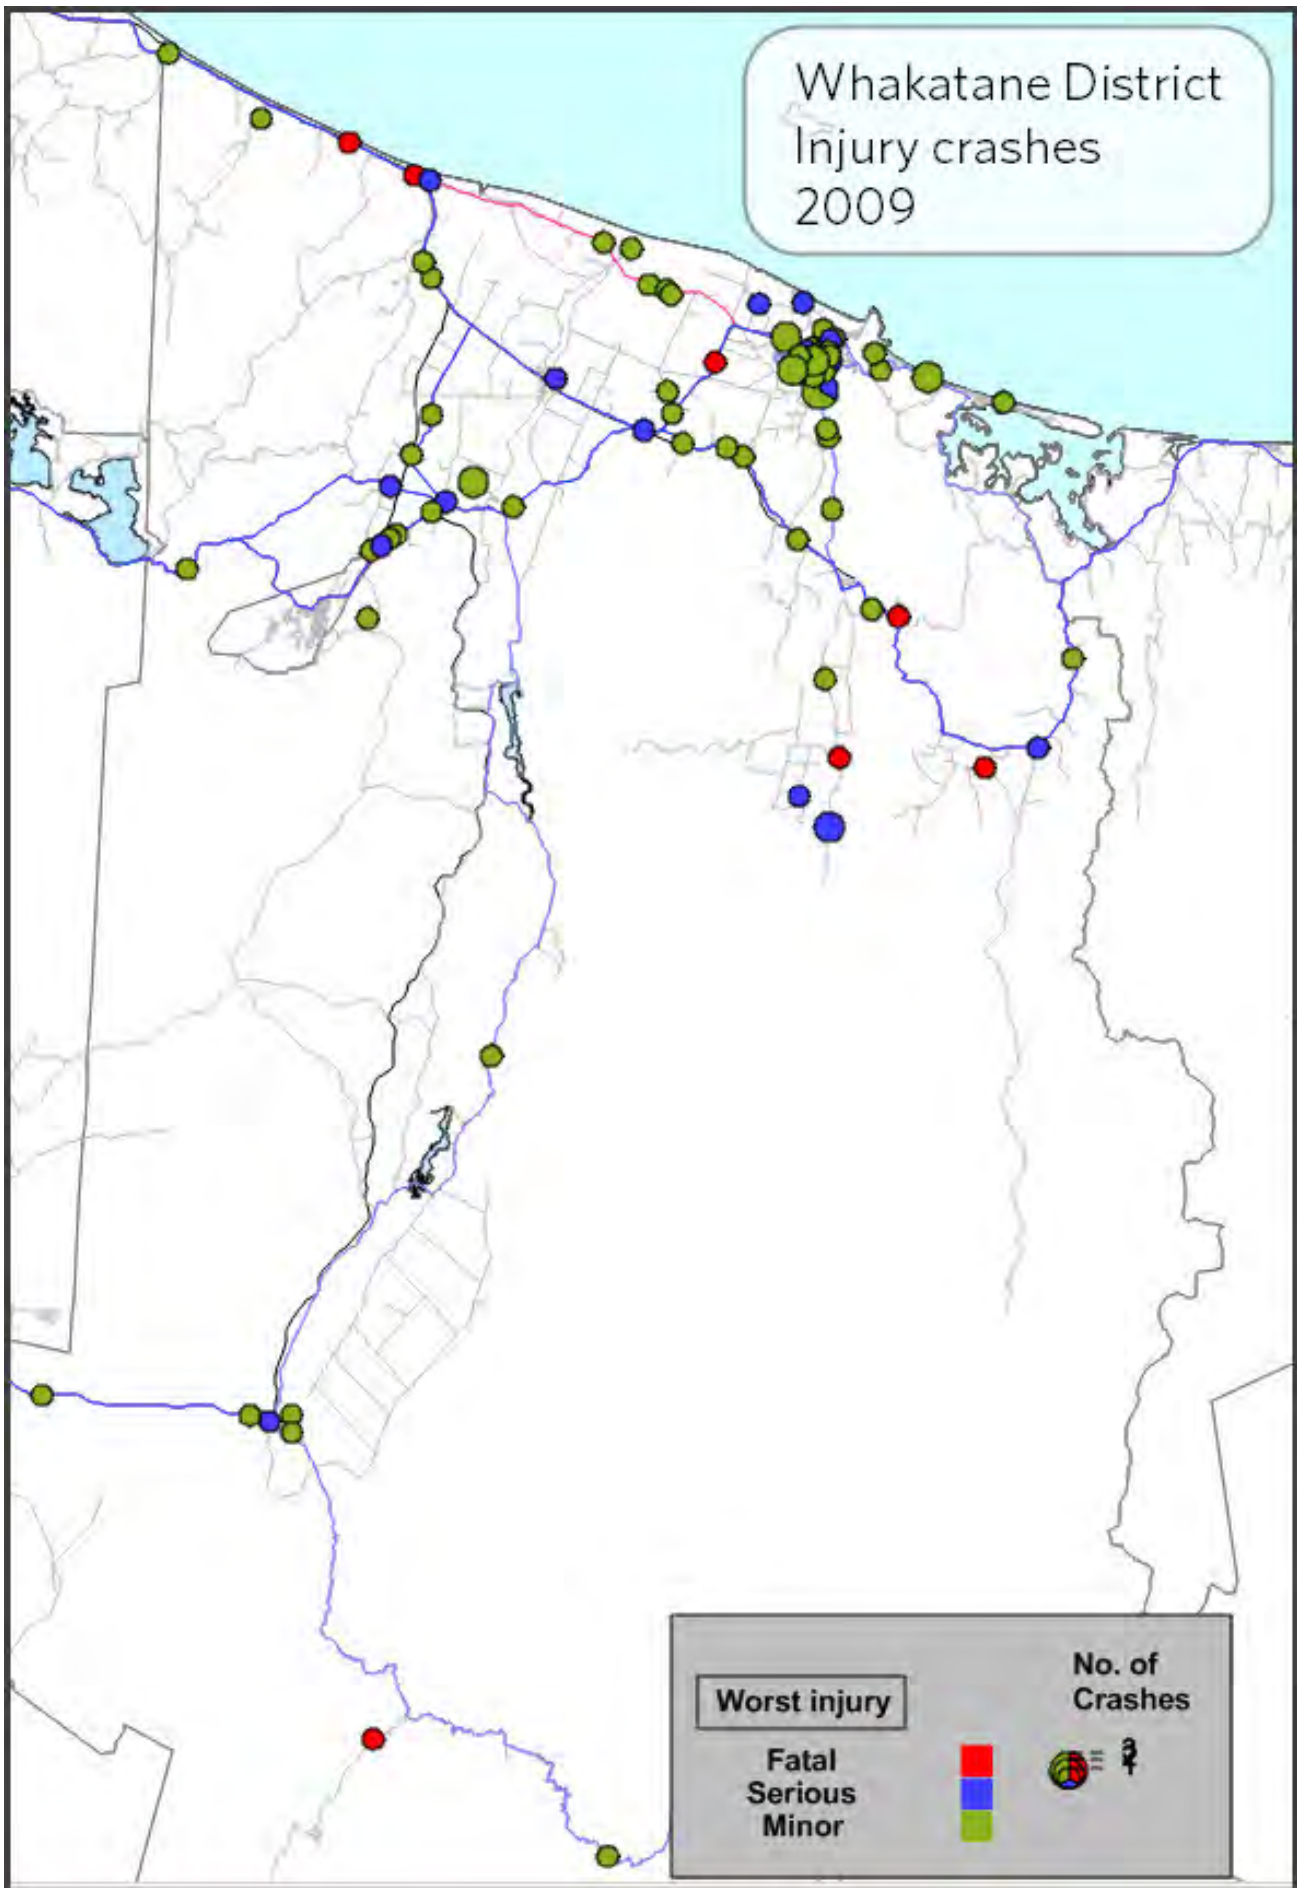 Whakatane District
Injury crashes
2009
No. of
Crashes
Worst injury
Fatal
Serious
Minor